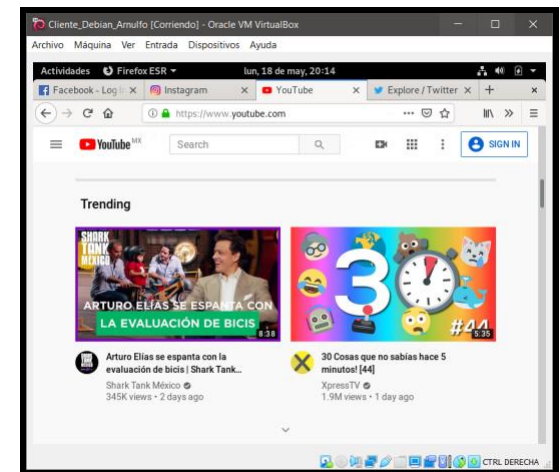 Cliente_Debian_Arnulfo [Corriendo] - Oracle VM VirtualBox
Archivo Máquina Ver Entrada Dispositivos Ayuda
Actividades Firefox ESR lun, 18 de may, 20:14
Facebook - Log I Instagram YouTube Explore / Twitter
https://www.youtube.com
YouTube MX Search SIGN IN
Trending
SHARK TANK MÉXICO
ARTURO ELÍAS SE ESPANTA CON
LA EVALUACIÓN DE BICIS
8:38
30
#44
5:35
Arturo Elías se espanta con la
evaluación de bicis | Shark Tank...
Shark Tank México
345K views • 2 days ago
30 Cosas que no sabías hace 5
minutos! [44]
XpressTV
1.9M views • 1 day ago
CTRL DERECHA